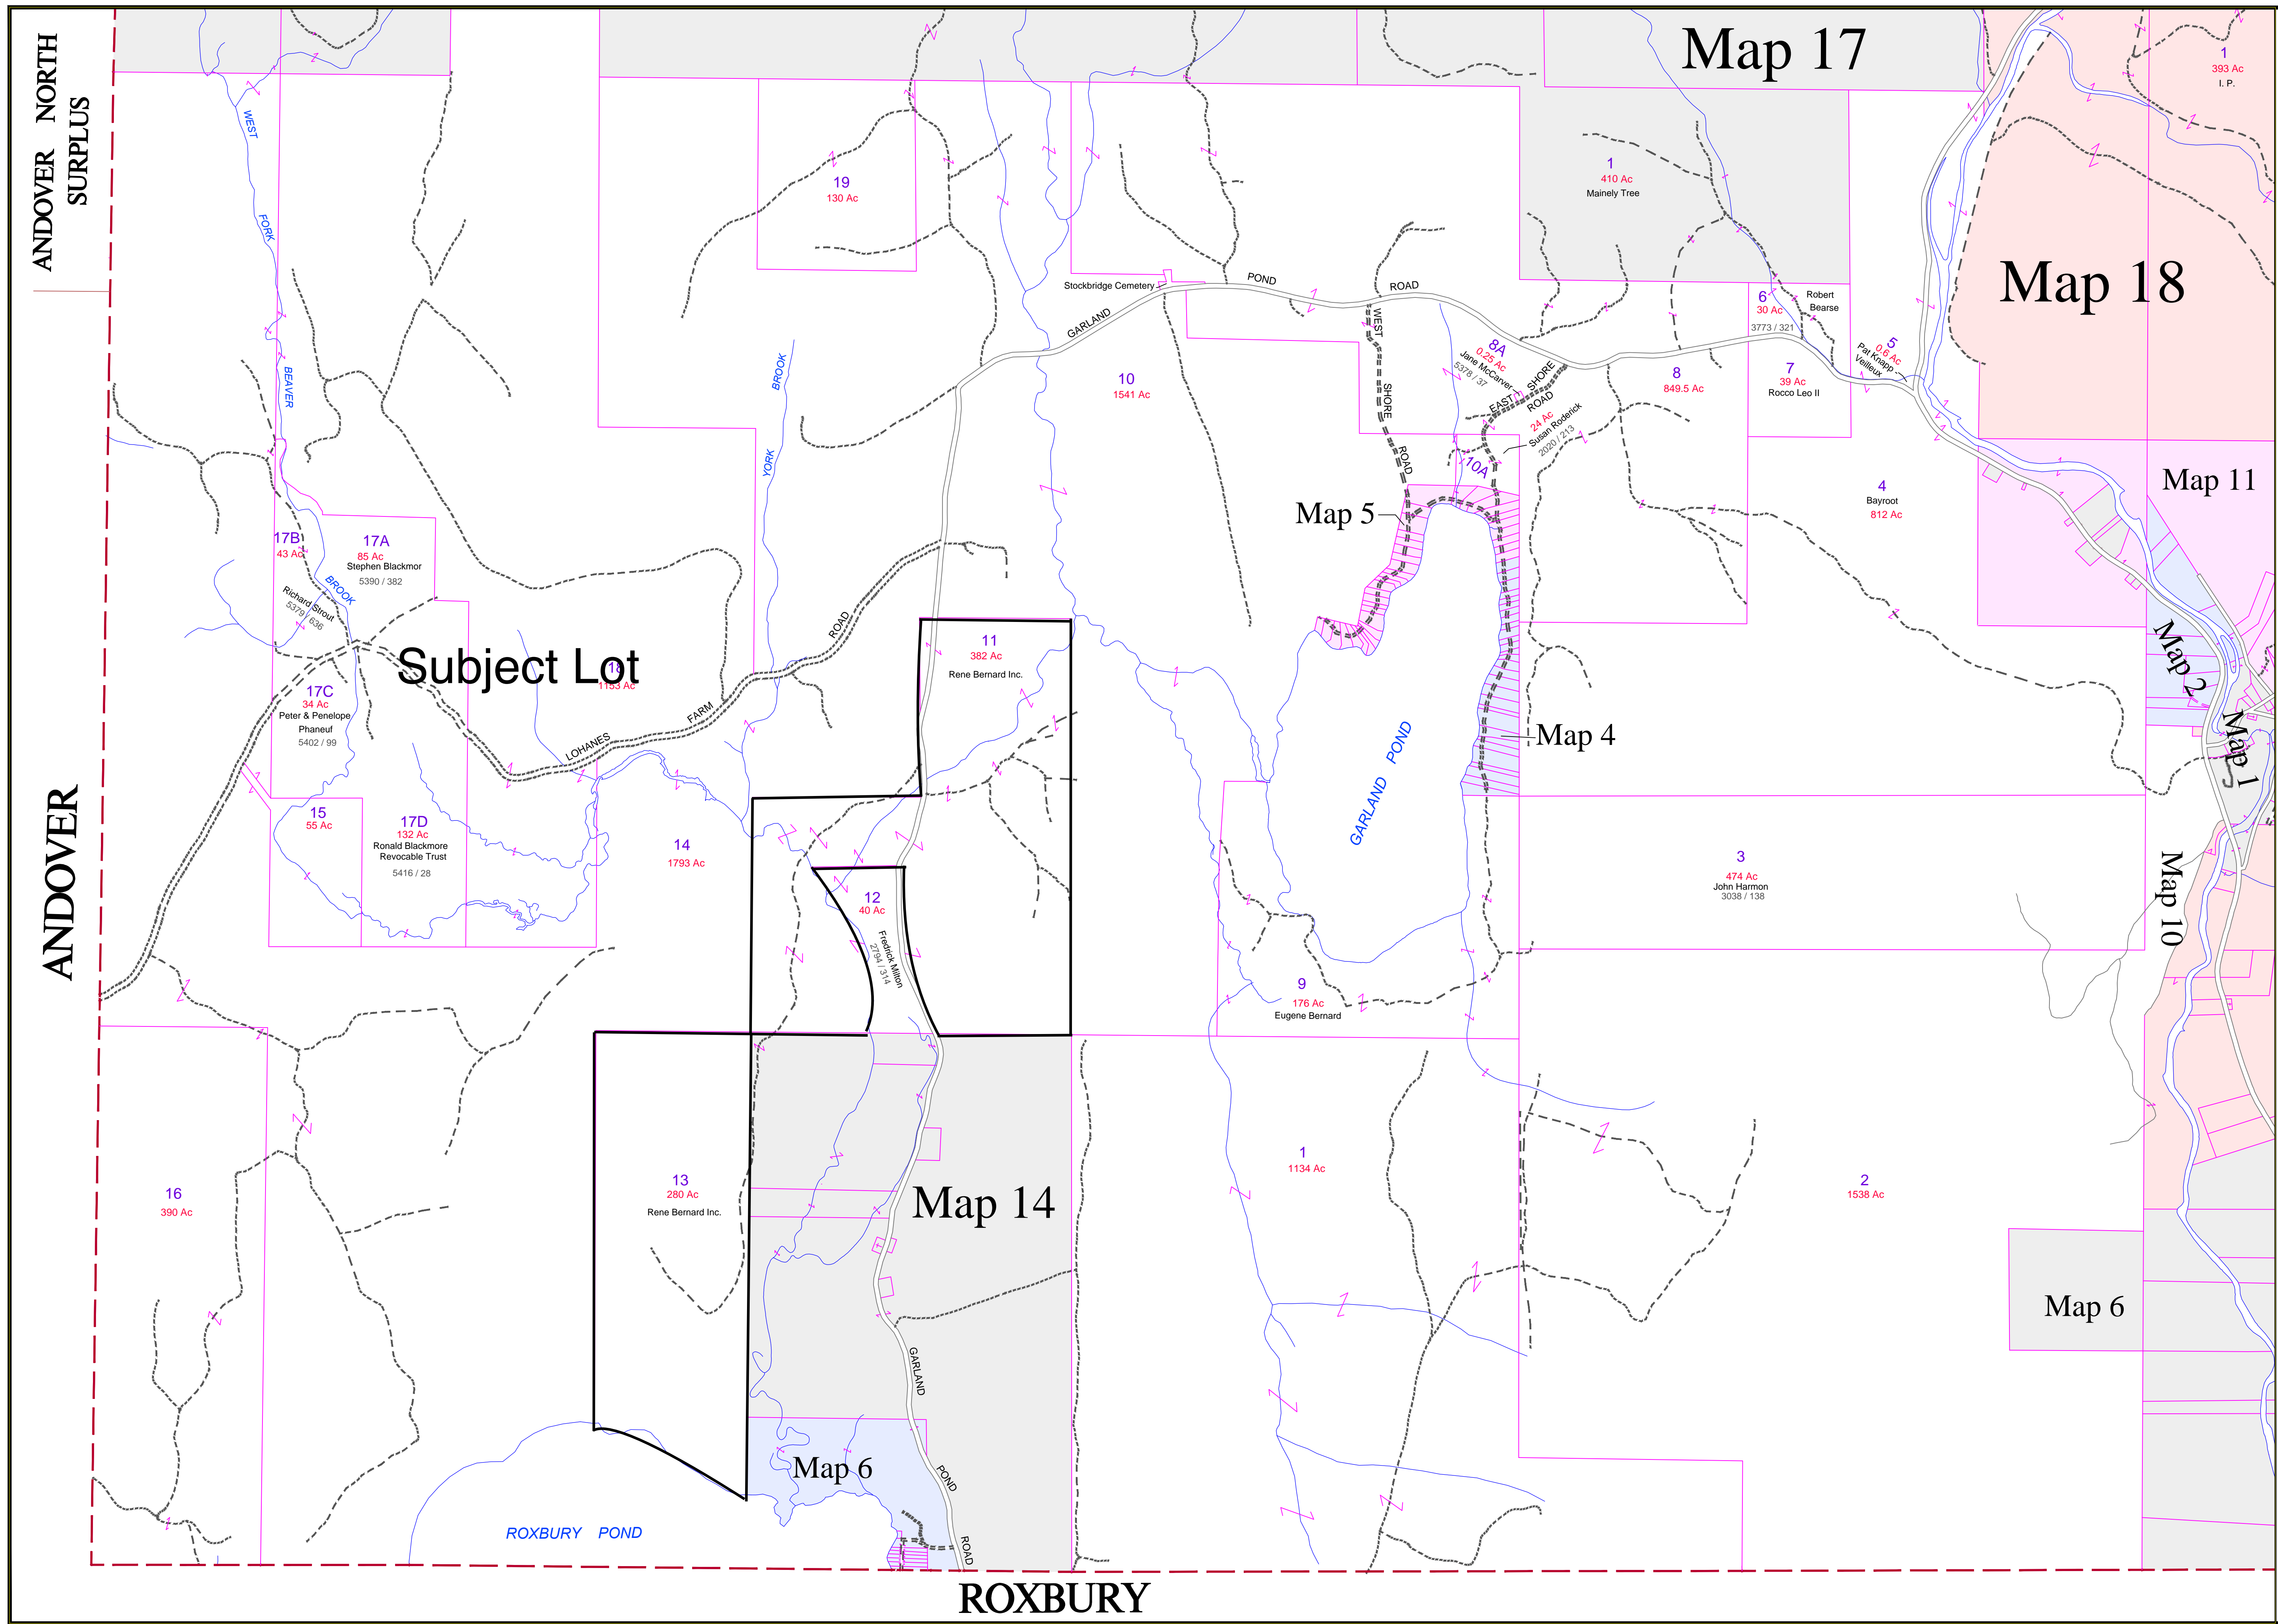 ANDOVER NORTH
SURPLUS
Map 17
1
393 Ac
I. P.
WEST
FORK
BEAVER
BROOK
19
130 Ac
1
410 Ac
Mainely Tree
Map 18
Stockbridge Cemetery
GARLAND
POND
ROAD
6
30 Ac
3773 / 321
Robert
Bearse
5
0.6 Ac
Pat Knapp
Veilleux
WEST
SHORE
ROAD
8A
0.25 Ac
Jane McCarver
5378 / 37
EAST SHORE
ROAD
24 Ac
Susan Roderick
2020 / 213
10A
8
849.5 Ac
7
39 Ac
Rocco Leo II
10
1541 Ac
YORK
BROOK
4
Bayroot
812 Ac
Map 11
Map 5
17B
43 Ac
Richard Strout
5379 / 636
17A
85 Ac
Stephen Blackmor
5390 / 382
Subject Lot
18
1153 Ac
LOHANES
FARM
ROAD
11
382 Ac
Rene Bernard Inc.
17C
34 Ac
Peter & Penelope
Phaneuf
5402 / 99
Map 2
Map 1
Map 4
GARLAND POND
ANDOVER
15
55 Ac
17D
132 Ac
Ronald Blackmore
Revocable Trust
5416 / 28
14
1793 Ac
12
40 Ac
Fredrick Milton
2794 / 314
3
474 Ac
John Harmon
3038 / 138
Map 10
9
176 Ac
Eugene Bernard
16
390 Ac
13
280 Ac
Rene Bernard Inc.
Map 14
1
1134 Ac
2
1538 Ac
Map 6
GARLAND
POND
ROAD
Map 6
ROXBURY POND
ROXBURY